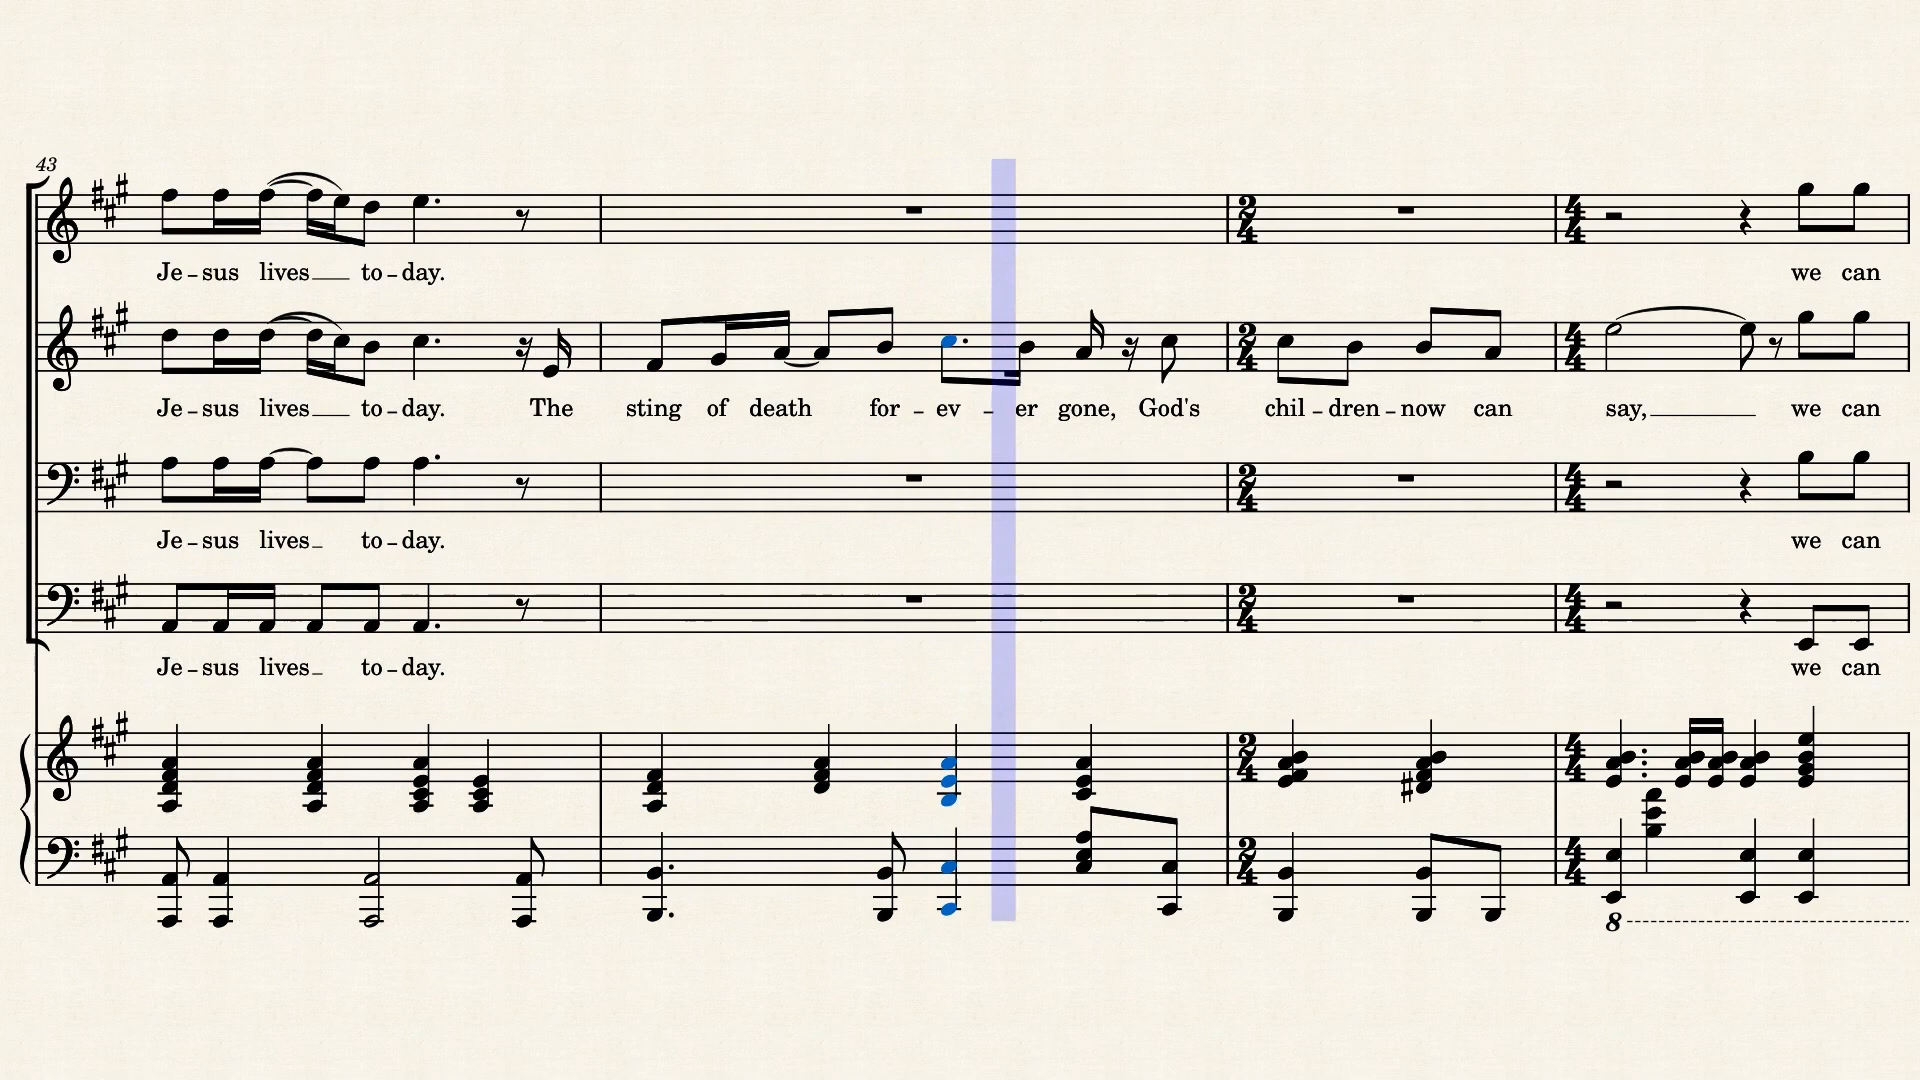 43
Je - sus lives to - day. we can
Je - sus lives to - day. The sting of death for - ev - er gone, God's chil - dren - now can say, we can
Je - sus lives to - day. we can
Je - sus lives to - day. we can
8